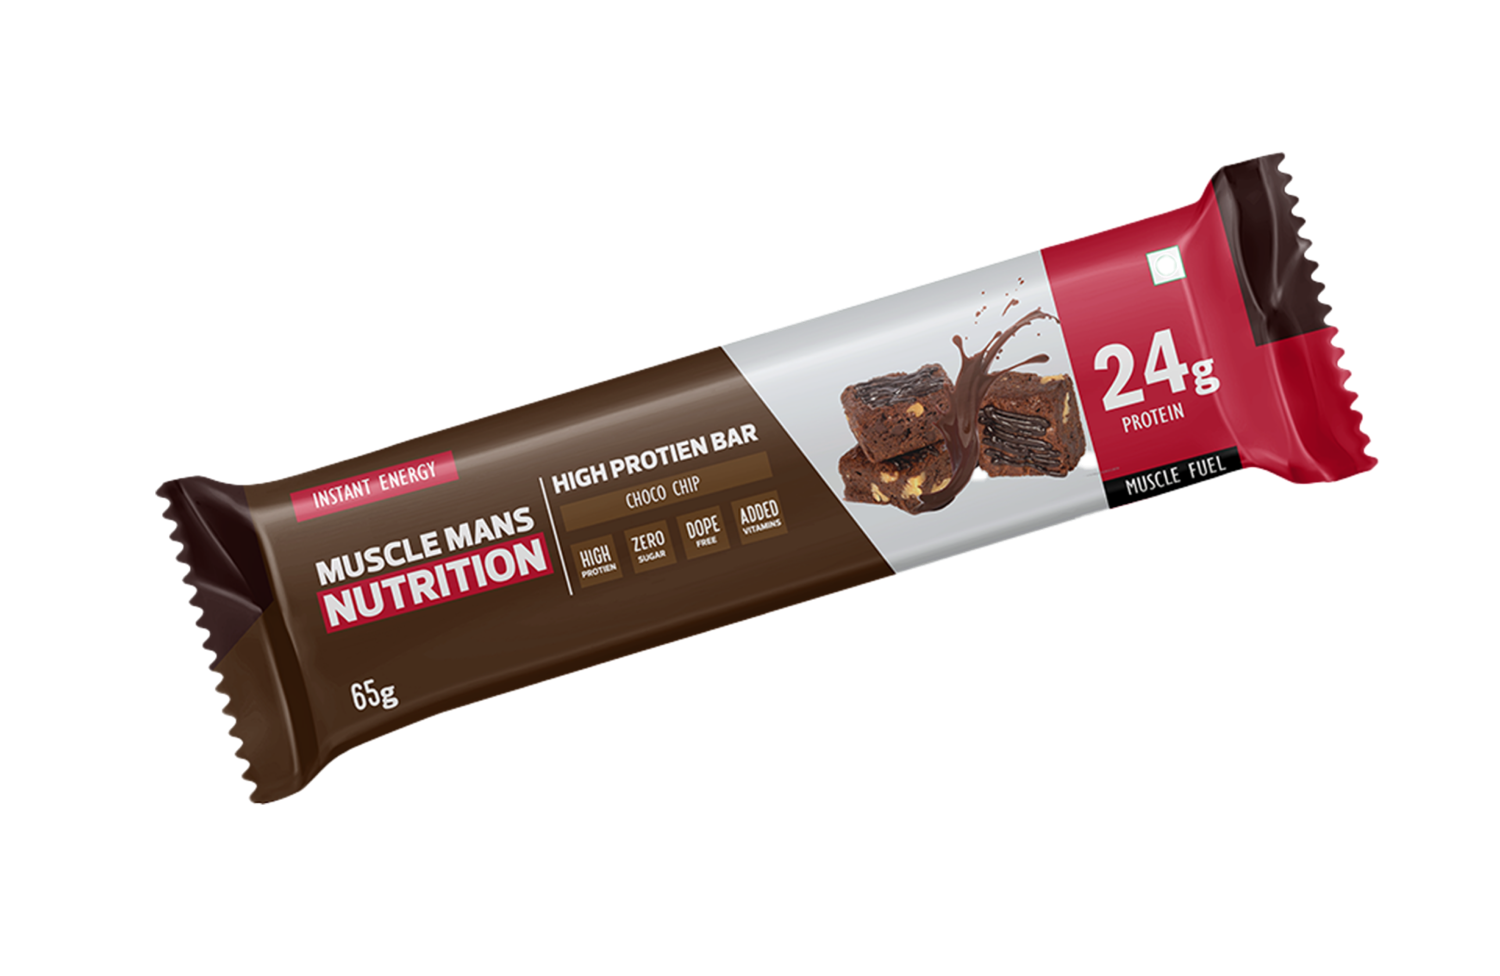 INSTANT ENERGY
MUSCLE MANS
NUTRITION
65g
HIGH PROTIEN BAR
CHOCO CHIP
HIGH
PROTIEN
ZERO
SUGAR
DOPE
FREE
ADDED
VITAMINS
24g
PROTEIN
MUSCLE FUEL